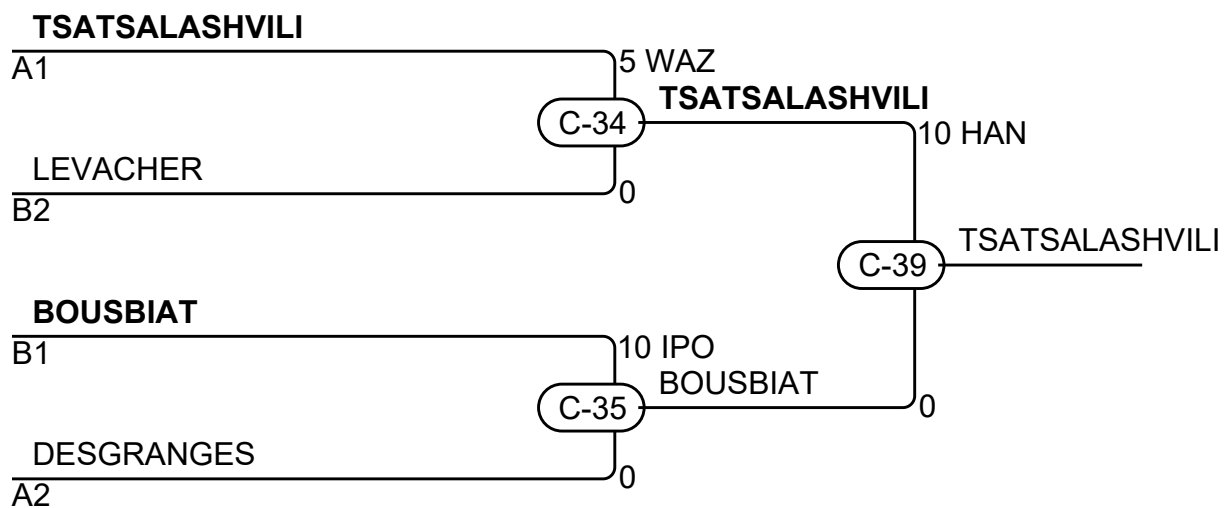 TSATSALASHVILI
A1
5 WAZ
TSATSALASHVILI
C-34
10 HAN
LEVACHER
B2
0
TSATSALASHVILI
C-39
BOUSBIAT
B1
10 IPO
BOUSBIAT
C-35
0
DESGRANGES
A2
0